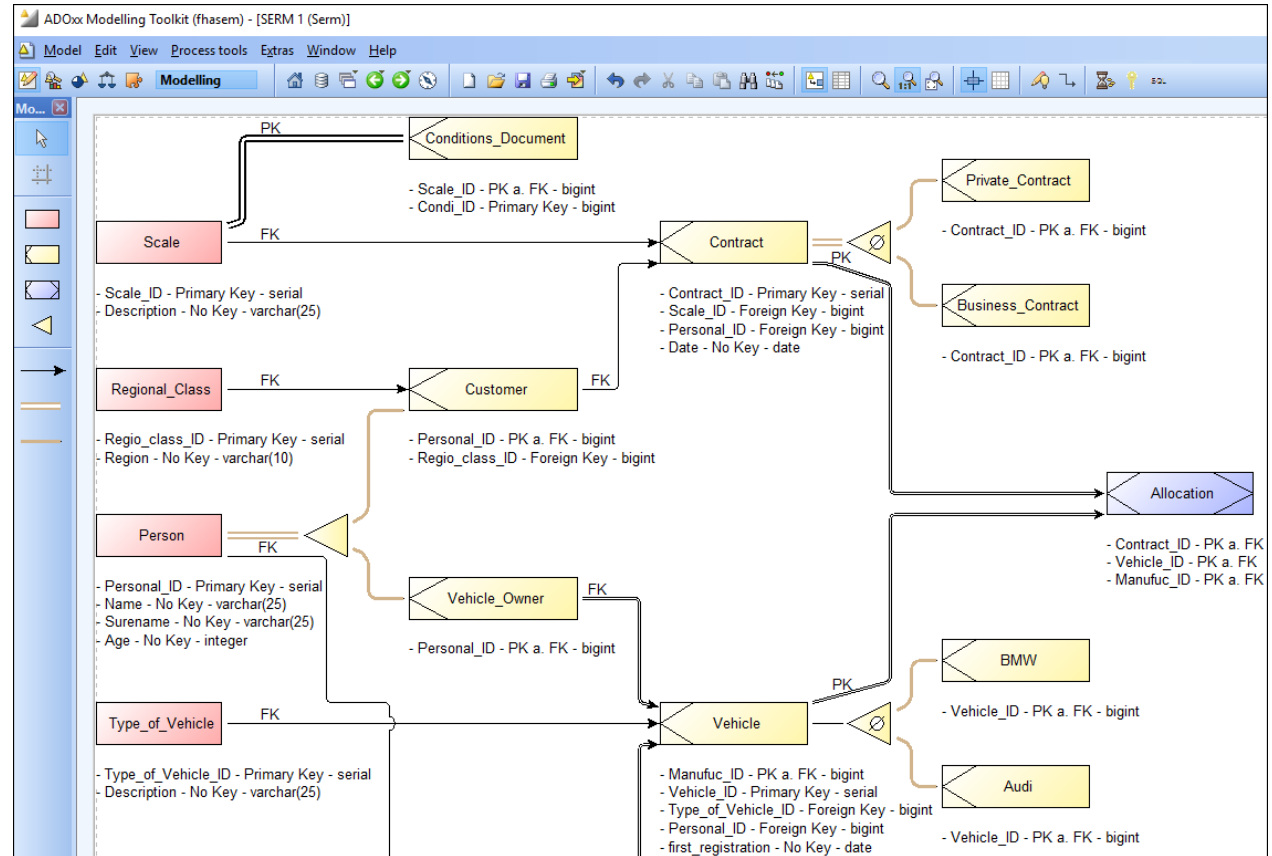 ADOxx Modelling Toolkit (fhasem) - [SERM 1 (Serm)]
Model Edit View Process tools Extras Window Help
Modelling
SQL
Mo...
PK
Conditions_Document
- Scale_ID - PK a. FK - bigint
- Condi_ID - Primary Key - bigint
Private_Contract
- Contract_ID - PK a. FK - bigint
Scale
FK
Contract
PK
- Scale_ID - Primary Key - serial
- Description - No Key - varchar(25)
- Contract_ID - Primary Key - serial
- Scale_ID - Foreign Key - bigint
- Personal_ID - Foreign Key - bigint
- Date - No Key - date
Business_Contract
- Contract_ID - PK a. FK - bigint
Regional_Class
FK
Customer
FK
- Regio_class_ID - Primary Key - serial
- Region - No Key - varchar(10)
- Personal_ID - PK a. FK - bigint
- Regio_class_ID - Foreign Key - bigint
Allocation
- Contract_ID - PK a. FK
- Vehicle_ID - PK a. FK
- Manufuc_ID - PK a. FK
Person
FK
- Personal_ID - Primary Key - serial
- Name - No Key - varchar(25)
- Surename - No Key - varchar(25)
- Age - No Key - integer
Vehicle_Owner
FK
- Personal_ID - PK a. FK - bigint
BMW
- Vehicle_ID - PK a. FK - bigint
Type_of_Vehicle
FK
Vehicle
PK
- Type_of_Vehicle_ID - Primary Key - serial
- Description - No Key - varchar(25)
- Manufuc_ID - PK a. FK - bigint
- Vehicle_ID - Primary Key - serial
- Type_of_Vehicle_ID - Foreign Key - bigint
- Personal_ID - Foreign Key - bigint
- first_registration - No Key - date
Audi
- Vehicle_ID - PK a. FK - bigint